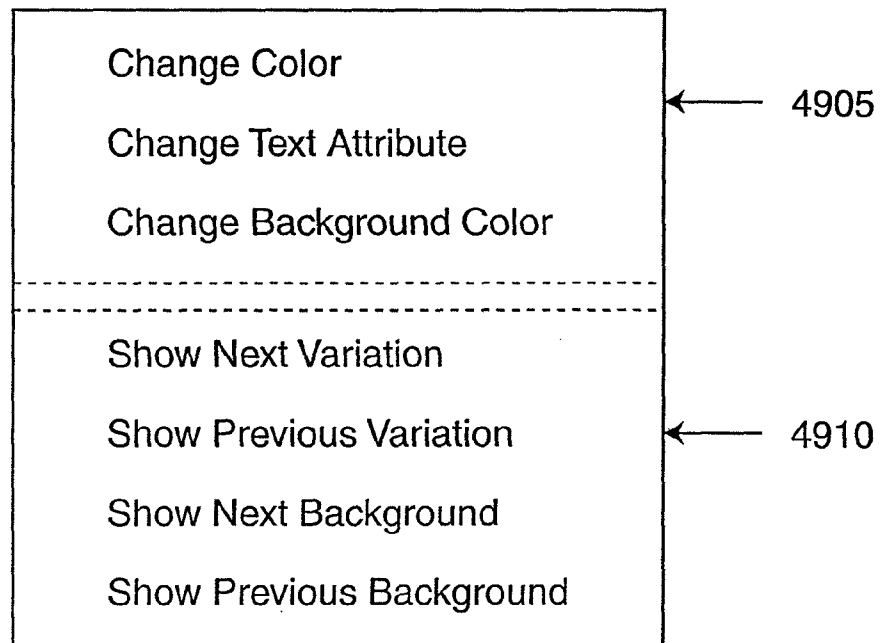 Change Color
4905
Change Text Attribute
Change Background Color
Show Next Variation
Show Previous Variation
4910
Show Next Background
Show Previous Background